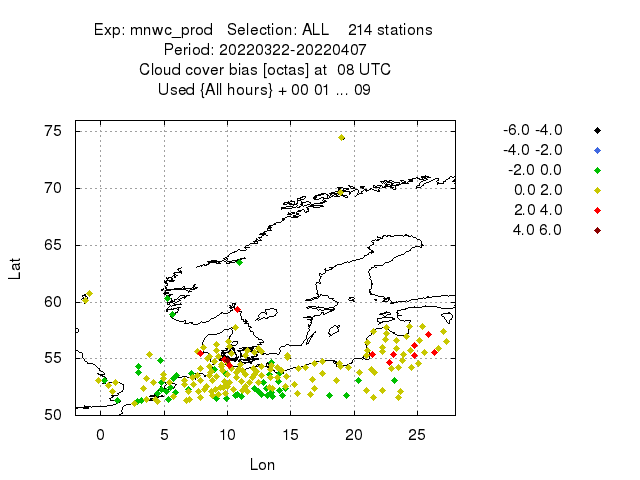 Exp: mnwc_prod Selection: ALL 214 stations
Period: 20220322-20220407
Cloud cover bias [octas] at 08 UTC
Used {All hours} + 00 01 ... 09
75
70
65
60
55
50
0 5 10 15 20 25
Lat
Lon
-6.0 -4.0
-4.0 -2.0
-2.0 0.0
0.0 2.0
2.0 4.0
4.0 6.0